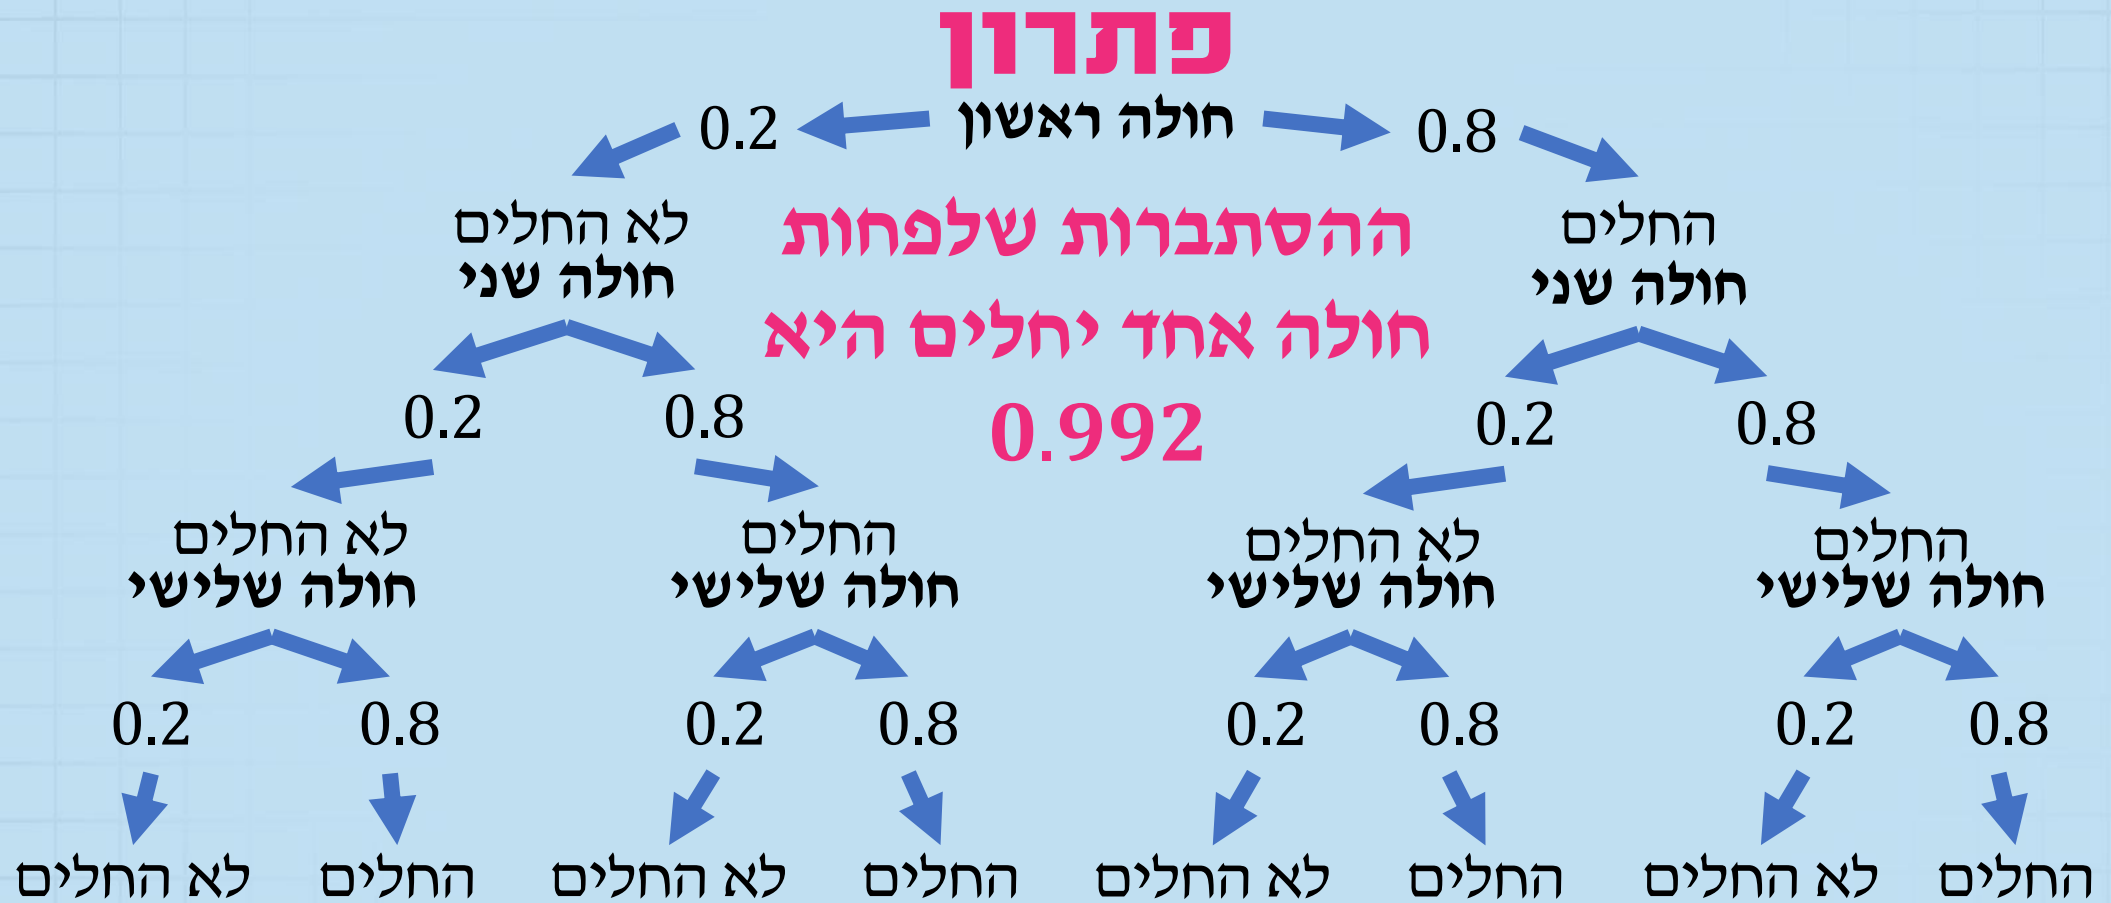 פתרון
0.2 חולה ראשון 0.8
לא החלים
חולה שני
ההסתברות שלפחות
חולה אחד יחלים היא
0.992
החלים
חולה שני
0.2 0.8 0.2 0.8
לא החלים
חולה שלישי
החלים
חולה שלישי
לא החלים
חולה שלישי
החלים
חולה שלישי
0.2 0.8 0.2 0.8 0.2 0.8 0.2 0.8
לא החלים
החלים
לא החלים
החלים
לא החלים
החלים
לא החלים
החלים